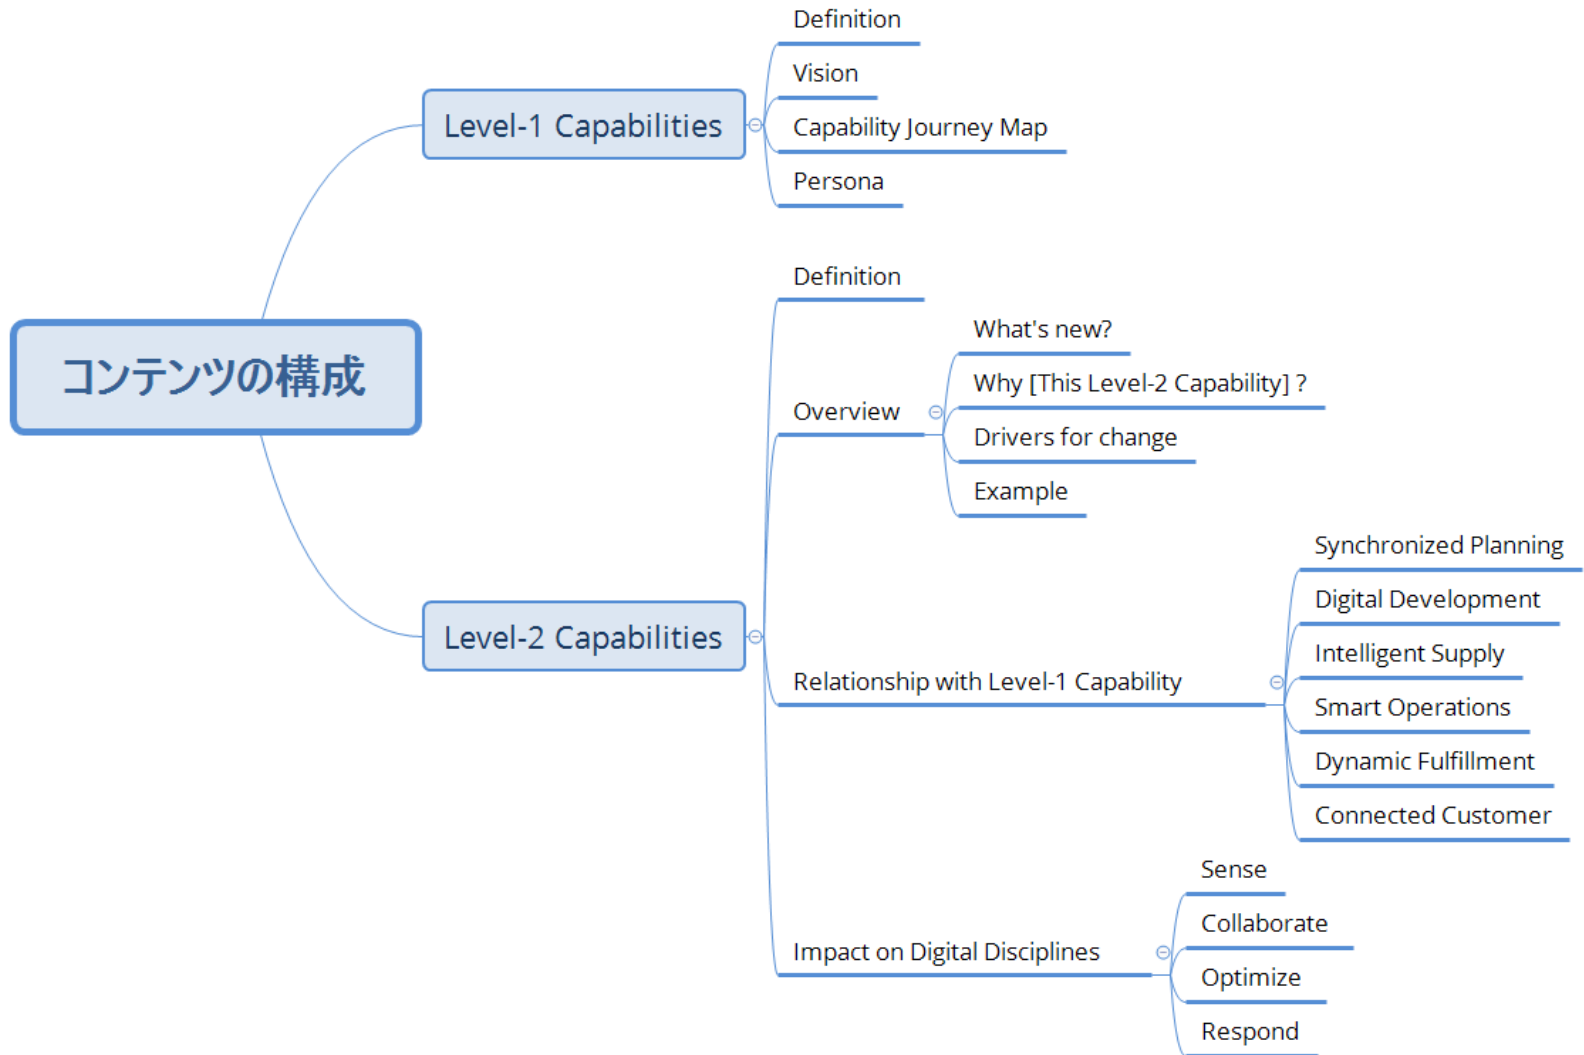 コンテンツの構成
Level-1 Capabilities
Definition
Vision
Capability Journey Map
Persona
Level-2 Capabilities
Definition
Overview
What's new?
Why [This Level-2 Capability] ?
Drivers for change
Example
Relationship with Level-1 Capability
Synchronized Planning
Digital Development
Intelligent Supply
Smart Operations
Dynamic Fulfillment
Connected Customer
Impact on Digital Disciplines
Sense
Collaborate
Optimize
Respond